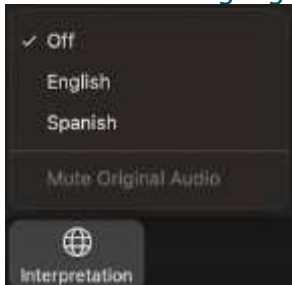 Off
English
Spanish
Mute Original Audio
Interpretation